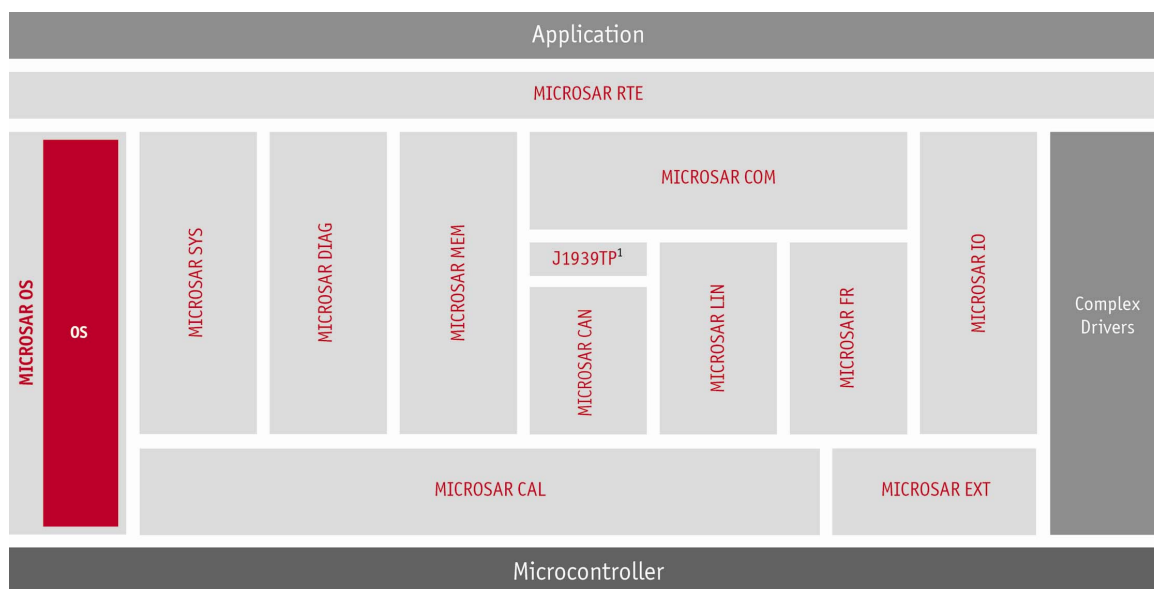 Application
MICROSAR RTE
MICROSAR OS
OS
MICROSAR SYS
MICROSAR DIAG
MICROSAR MEM
MICROSAR COM
J1939TP¹
MICROSAR CAN
MICROSAR LIN
MICROSAR FR
MICROSAR IO
Complex
Drivers
MICROSAR CAL
MICROSAR EXT
Microcontroller